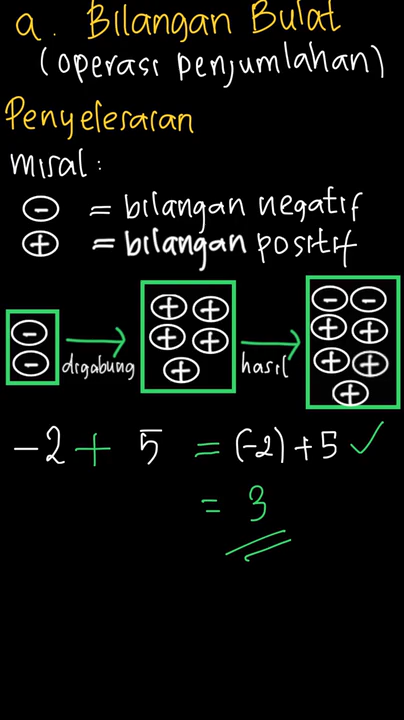 a. Bilangan Bulat
(operasi penjumlahan)
Penyelesaian
misal:
⊖ = bilangan negatif
⊕ = bilangan positif
digabung
hasil
-2 + 5 = (-2) + 5 ✓
= 3